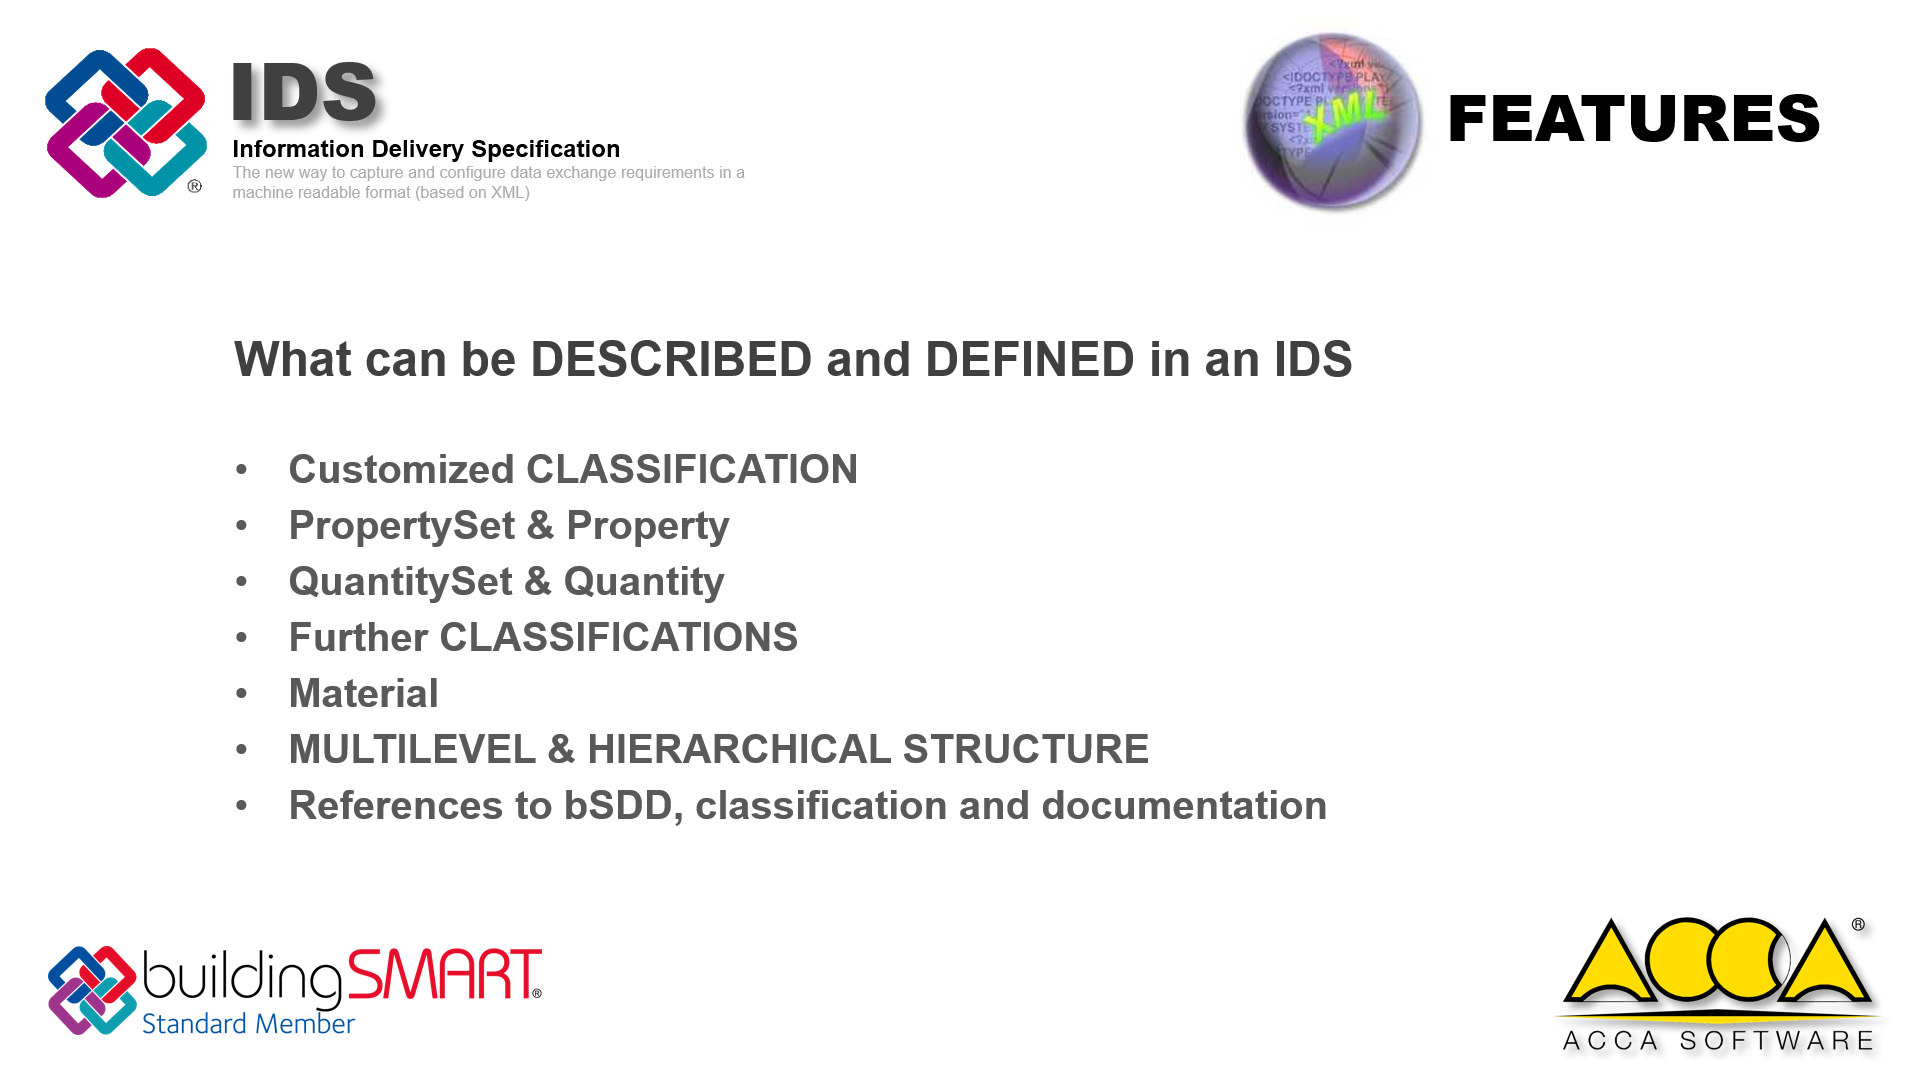 IDS
Information Delivery Specification
The new way to capture and configure data exchange requirements in a
machine readable format (based on XML)
®
XML
FEATURES
What can be DESCRIBED and DEFINED in an IDS
• Customized CLASSIFICATION
• PropertySet & Property
• QuantitySet & Quantity
• Further CLASSIFICATIONS
• Material
• MULTILEVEL & HIERARCHICAL STRUCTURE
• References to bSDD, classification and documentation
buildingSMART®
Standard Member
ACCA®
ACCA SOFTWARE